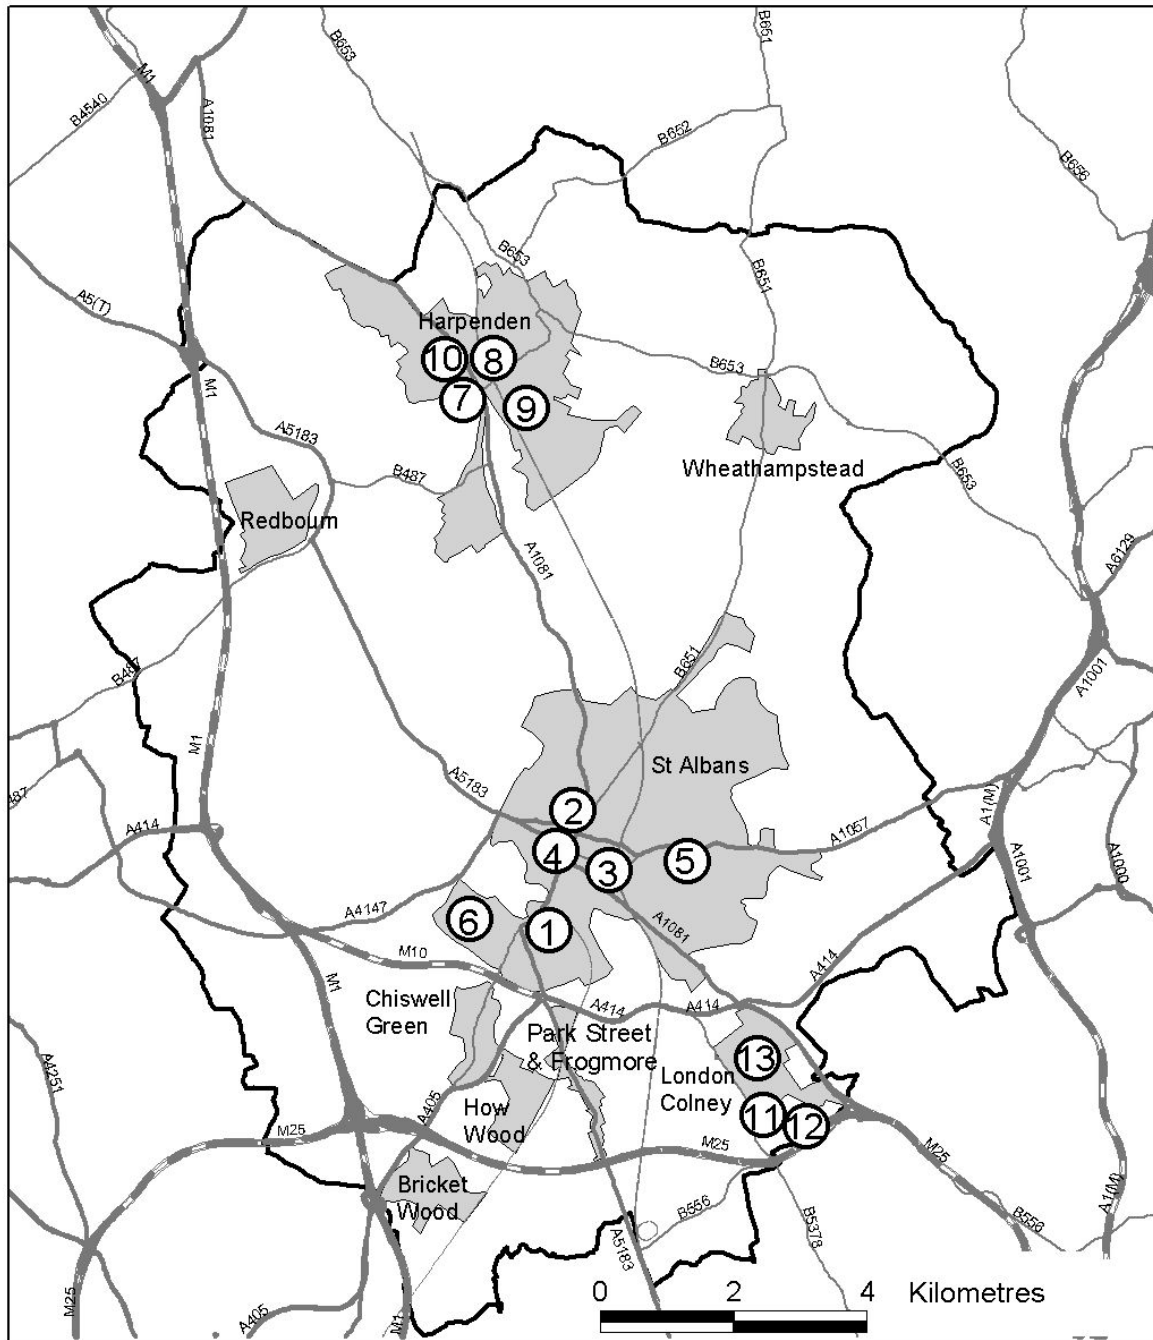 B651
B653
M1
B4540
A1081
B652
B656
B653
B651
A5(T)
Harpenden
10
8
B653
M1
7
9
A5183
Wheathampstead
B487
B653
Redbourn
A1081
A6129
B651
B487
A1001
M1
St Albans
A5183
487
2
A414
A1057
A1(M)
4
3
5
A1001
A1000
6
A4147
1
A1081
M10
A414
M1
Chiswell
Green
A414
A414
Park Street
& Frogmore
13
A4251
London
Colney
A405
How
Wood
11
12
M25
M25
M25
Bricket
Wood
A1(M)
B556
B556
B5378
A5183
M25
A405
M1
0 2 4 Kilometres